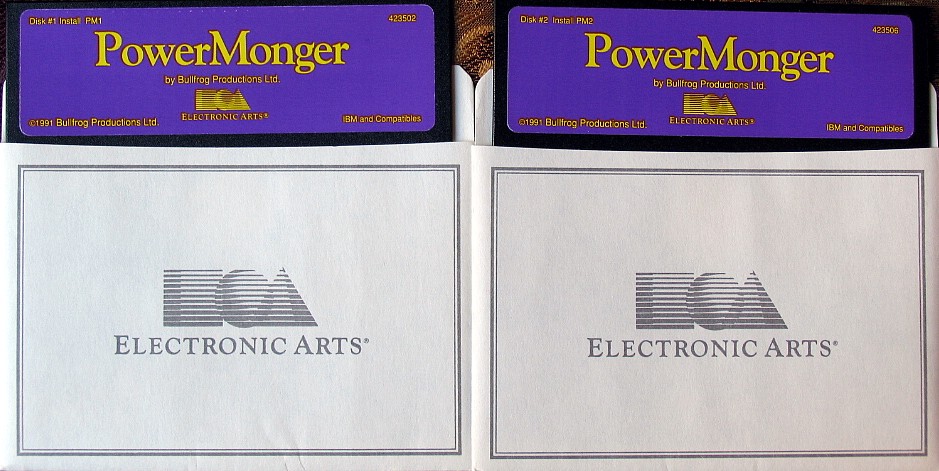 Disk #1 Install PM1
423502
PowerMonger
by Bullfrog Productions Ltd.
ELECTRONIC ARTS®
©1991 Bullfrog Productions Ltd.
IBM and Compatibles
ELECTRONIC ARTS®
Disk #2 Install PM2
423506
PowerMonger
by Bullfrog Productions Ltd.
ELECTRONIC ARTS®
©1991 Bullfrog Productions Ltd.
IBM and Compatibles
ELECTRONIC ARTS®